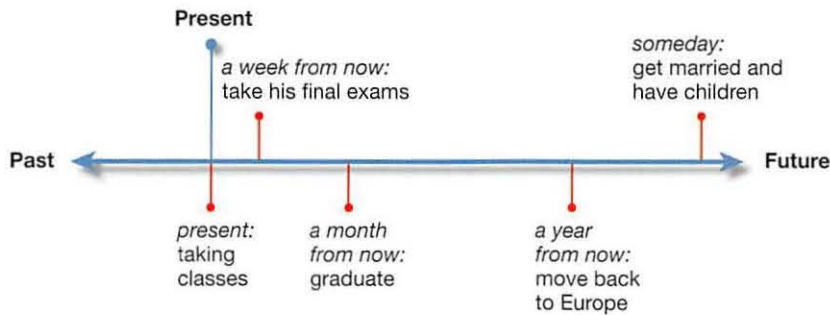 Present
a week from now:
take his final exams
someday:
get married and
have children
Past
Future
present:
taking
classes
a month
from now:
graduate
a year
from now:
move back
to Europe